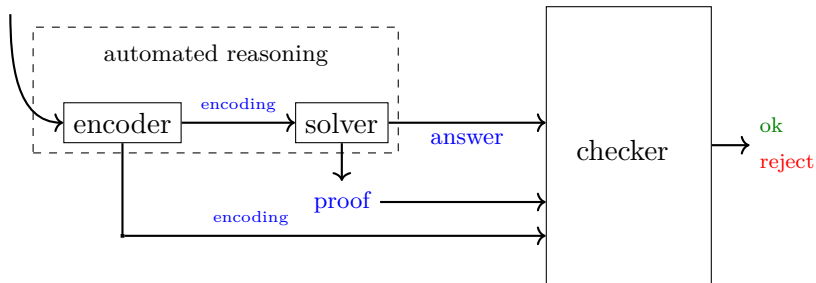 automated reasoning
encoding
encoder
solver
answer
checker
ok
reject
proof
encoding